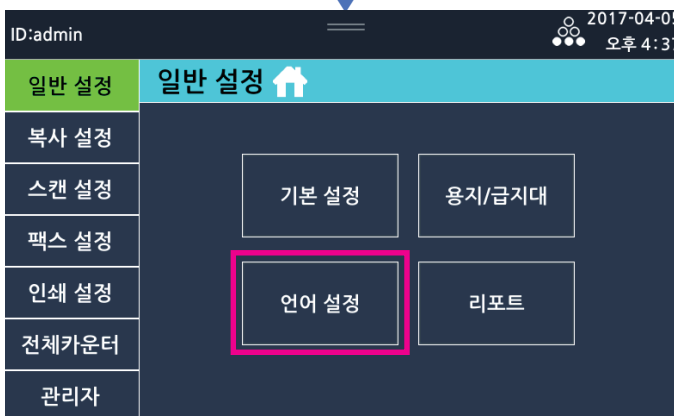 ID:admin
2017-04-05
오후 4:37
일반 설정
일반 설정
복사 설정
스캔 설정
팩스 설정
인쇄 설정
전체카운터
관리자
기본 설정
용지/급지대
언어 설정
리포트